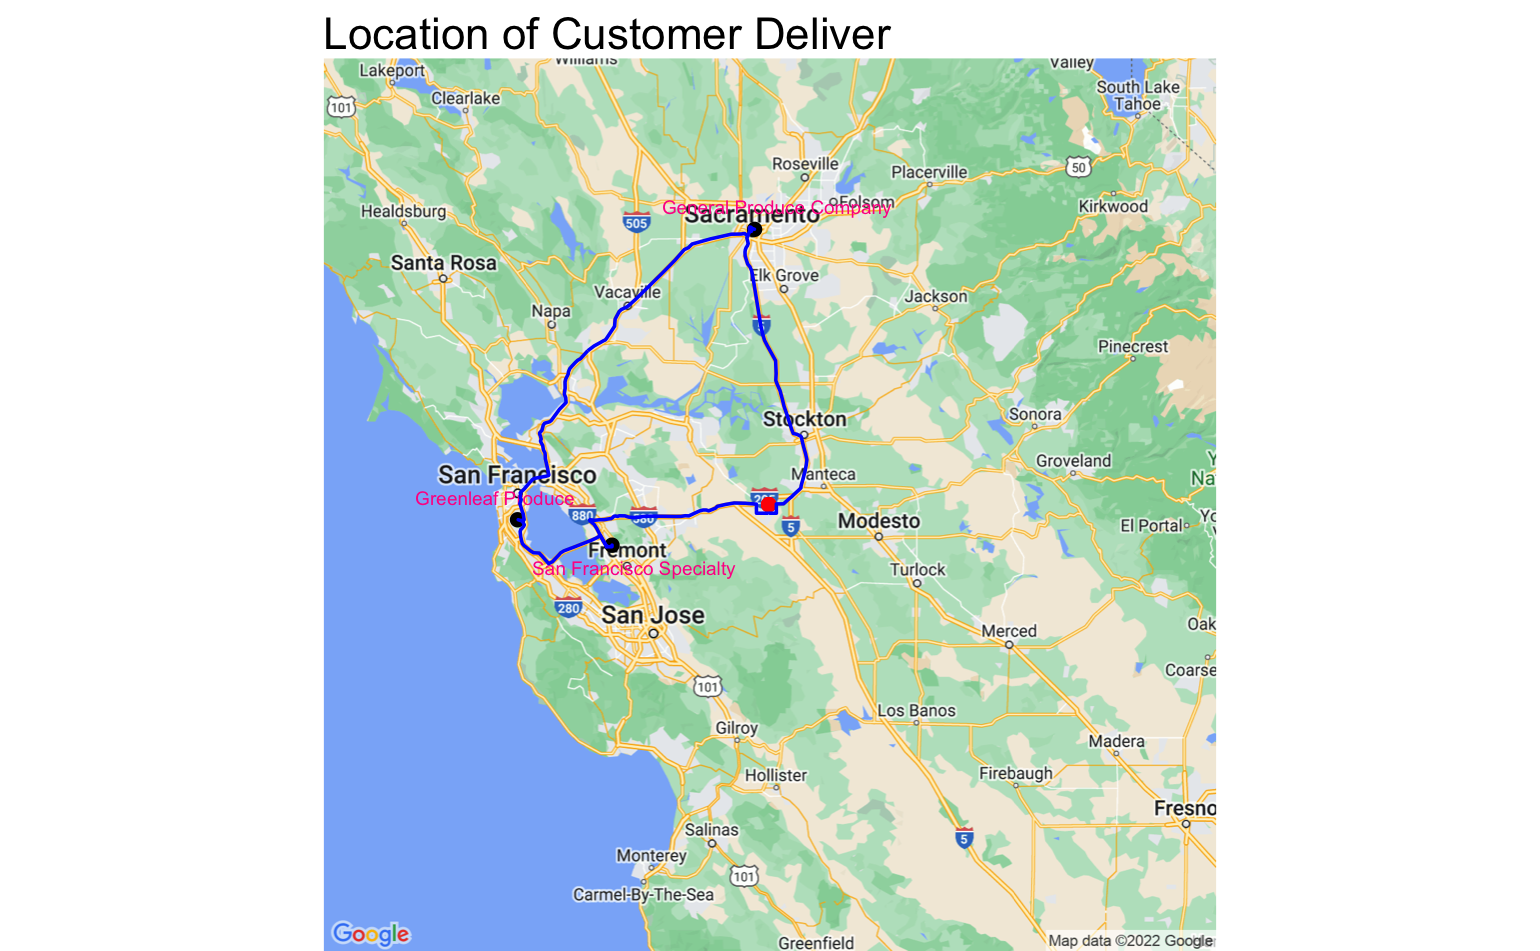 Location of Customer Deliver
Williams
Valley
Lakeport
101
Clearlake
South Lake
Tahoe
Roseville
50
Placerville
Folsom
Kirkwood
Healdsburg
505
General Produce Company
Sacramento
Santa Rosa
Elk Grove
Vacaville
Jackson
Napa
Pinecrest
Stockton
Sonora
San Francisco
Manteca
Groveland
Greenleaf Produce
880
580
5
Modesto
El Portal
Fremont
San Francisco Specialty
Turlock
280
San Jose
Merced
Oak
Coarse
101
Los Banos
Gilroy
Madera
Hollister
Firebaugh
Fresno
Salinas
5
Monterey
101
Carmel-By-The-Sea
Google
Greenfield
Map data ©2022 Google